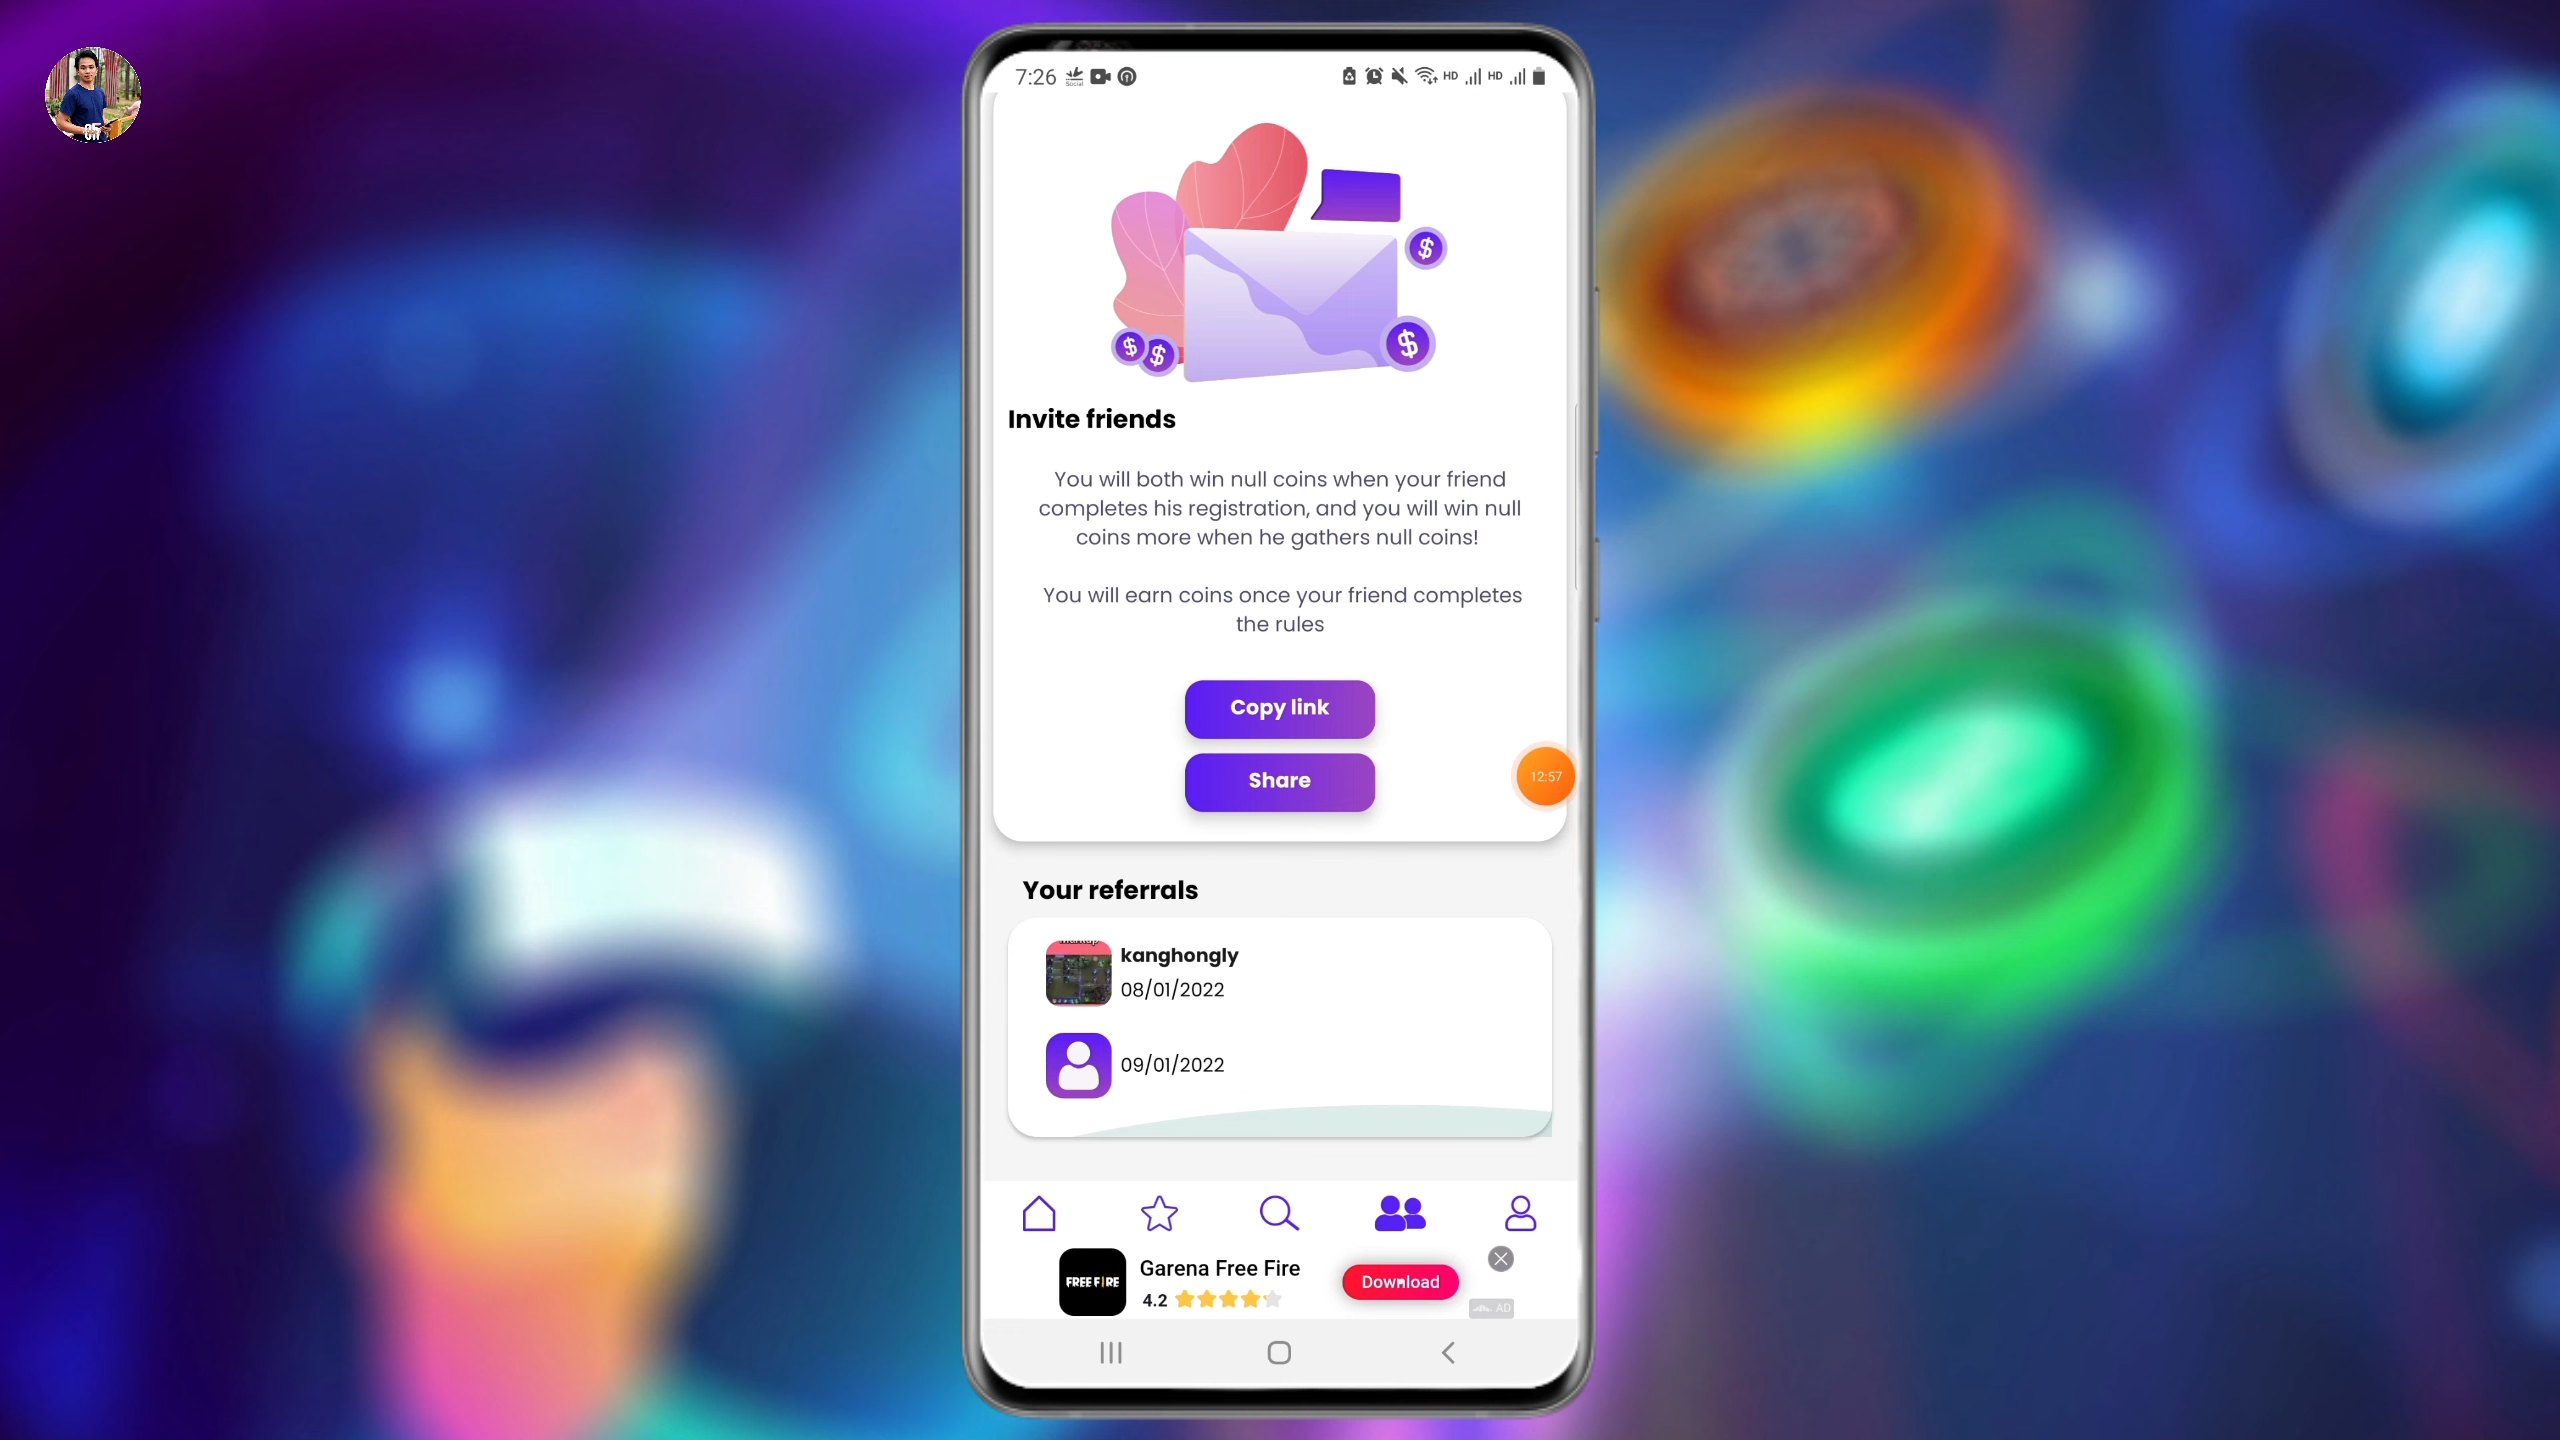 7:26
Social
HD
HD
$
$
$
$
Invite friends
You will both win null coins when your friend
completes his registration, and you will win null
coins more when he gathers null coins!
You will earn coins once your friend completes
the rules
Copy link
Share
12:57
Your referrals
kanghongly
08/01/2022
09/01/2022
FREE FIRE
Garena Free Fire
4.2
Download
AD